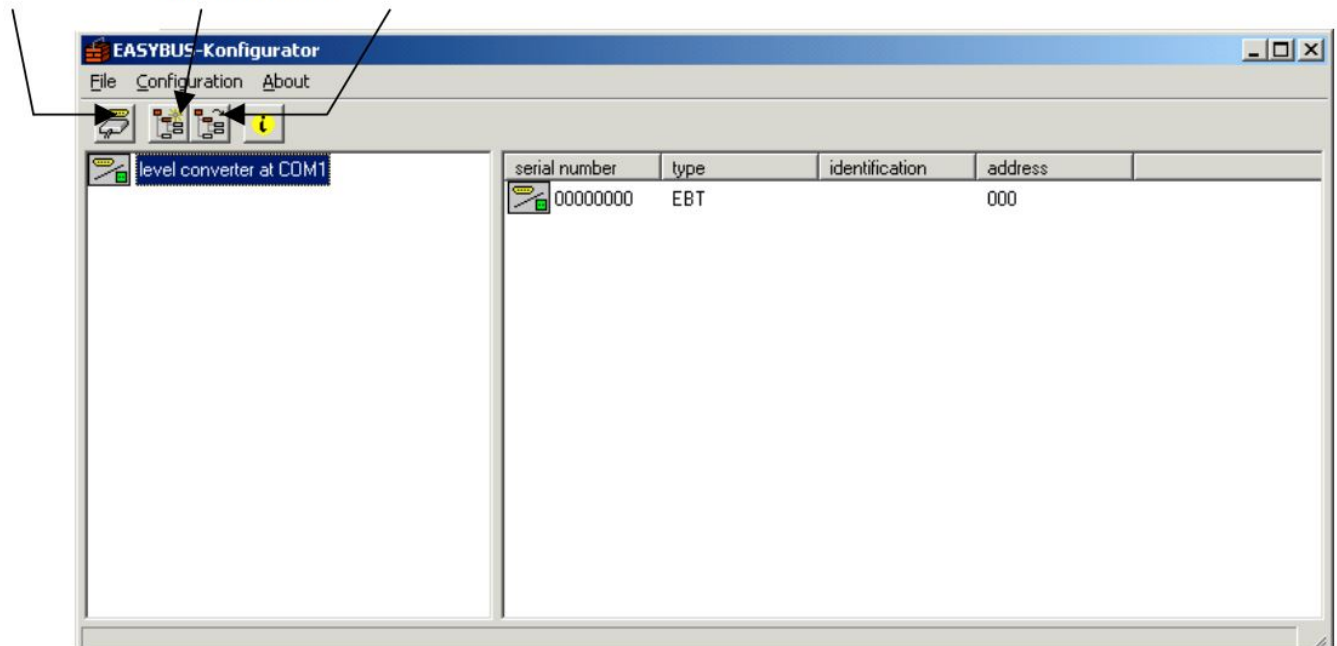 EASYBUS-Konfigurator
File Configuration About
level converter at COM1
serial number type identification address
00000000 EBT 000